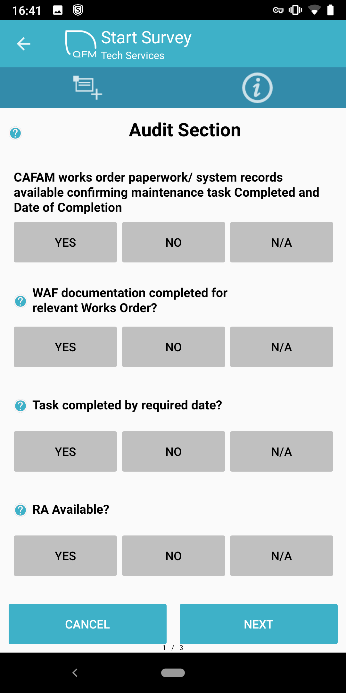 16:41
QFM
Start Survey
Tech Services
Audit Section
CAFAM works order paperwork/ system records
available confirming maintenance task Completed and
Date of Completion
YES NO N/A
WAF documentation completed for
relevant Works Order?
YES NO N/A
Task completed by required date?
YES NO N/A
RA Available?
YES NO N/A
CANCEL NEXT
1 / 3